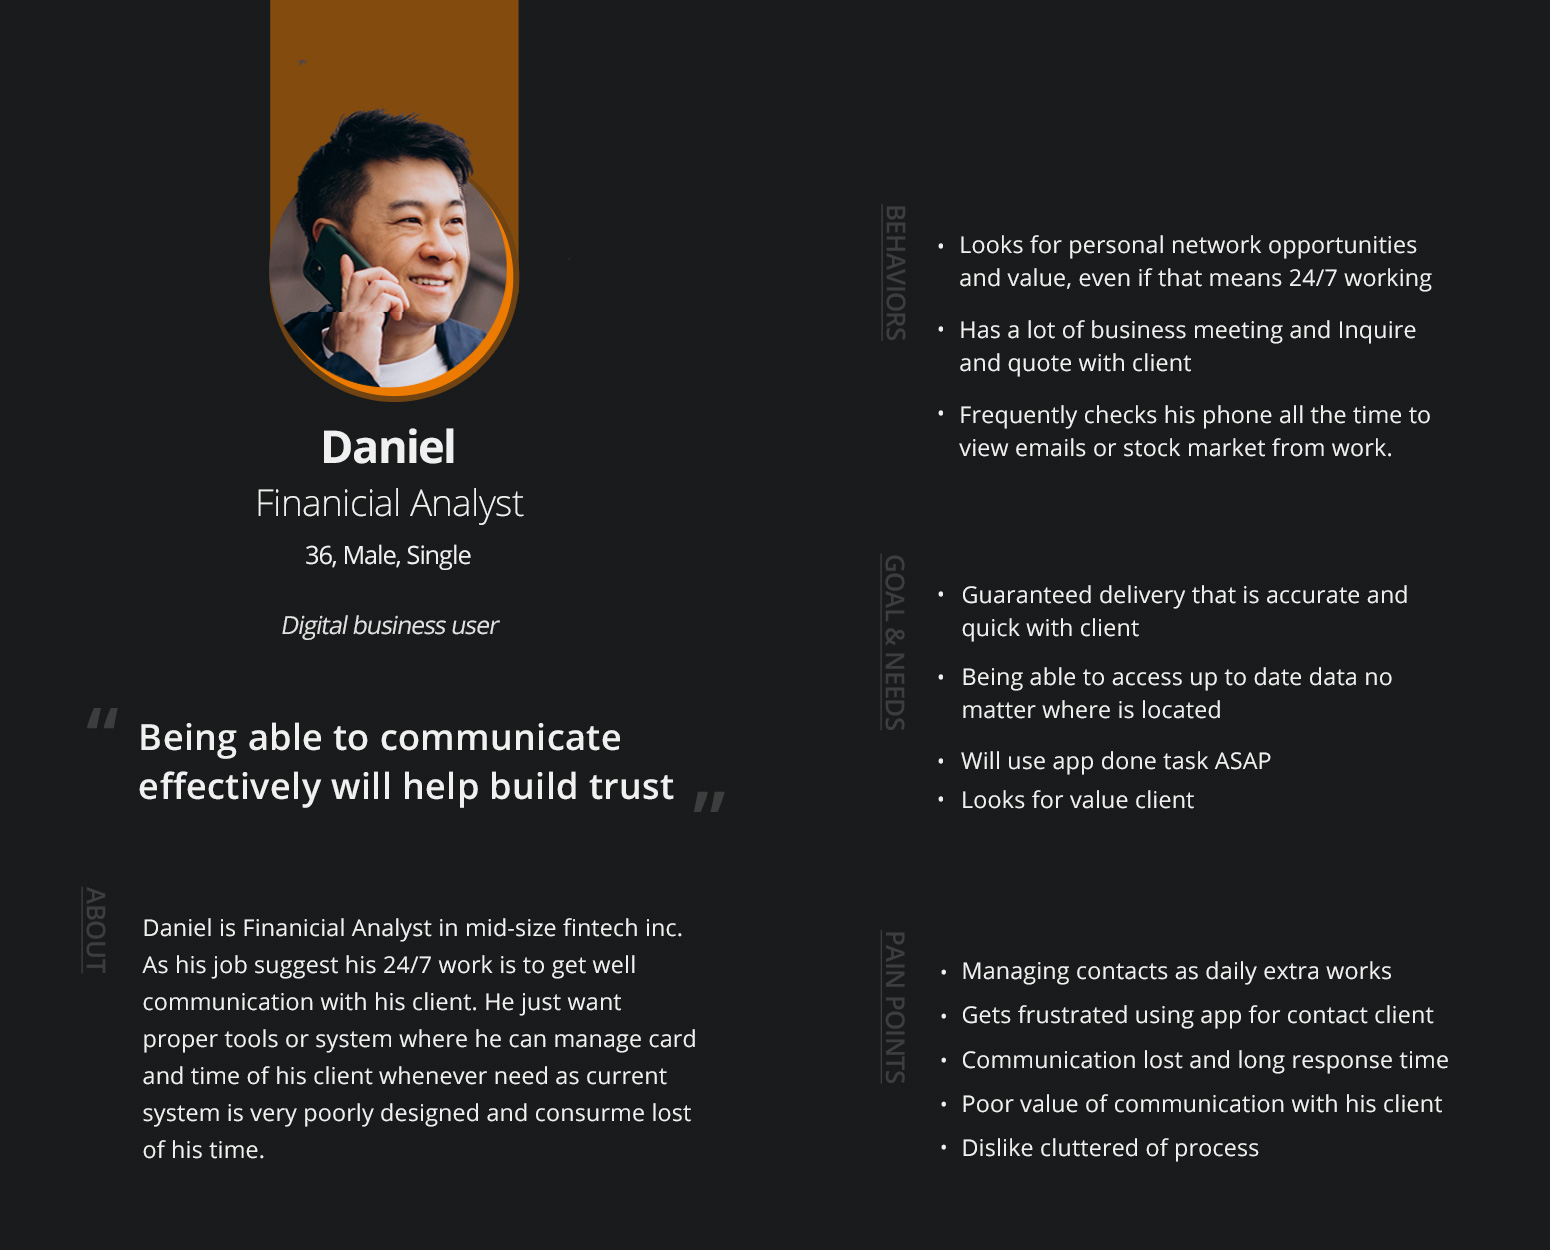 Daniel
Finanicial Analyst
36, Male, Single
Digital business user
“ Being able to communicate
effectively will help build trust ”
ABOUT
Daniel is Finanicial Analyst in mid-size fintech inc.
As his job suggest his 24/7 work is to get well
communication with his client. He just want
proper tools or system where he can manage card
and time of his client whenever need as current
system is very poorly designed and consurme lost
of his time.
BEHAVIORS
• Looks for personal network opportunities
and value, even if that means 24/7 working
• Has a lot of business meeting and Inquire
and quote with client
• Frequently checks his phone all the time to
view emails or stock market from work.
GOAL & NEEDS
• Guaranteed delivery that is accurate and
quick with client
• Being able to access up to date data no
matter where is located
• Will use app done task ASAP
• Looks for value client
PAIN POINTS
• Managing contacts as daily extra works
• Gets frustrated using app for contact client
• Communication lost and long response time
• Poor value of communication with his client
• Dislike cluttered of process